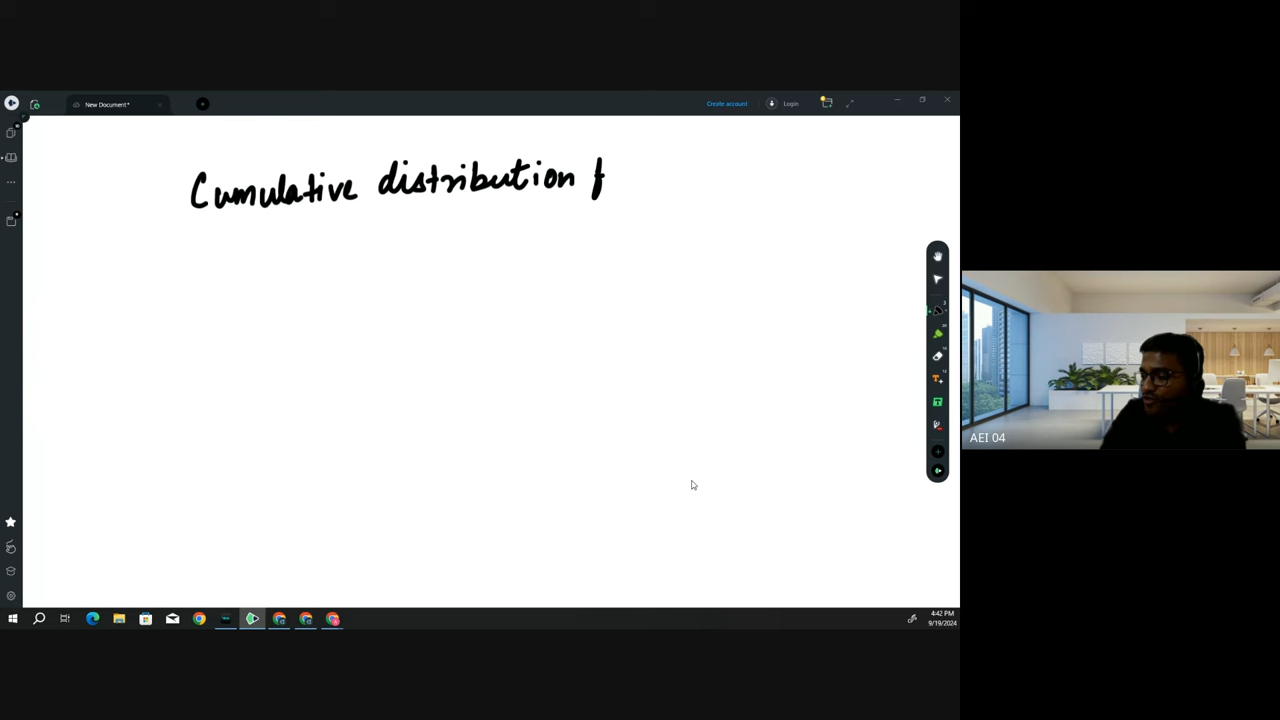 New Document*
Create account
Login
Cumulative distribution f
AEI 04
4:42 PM
9/19/2024